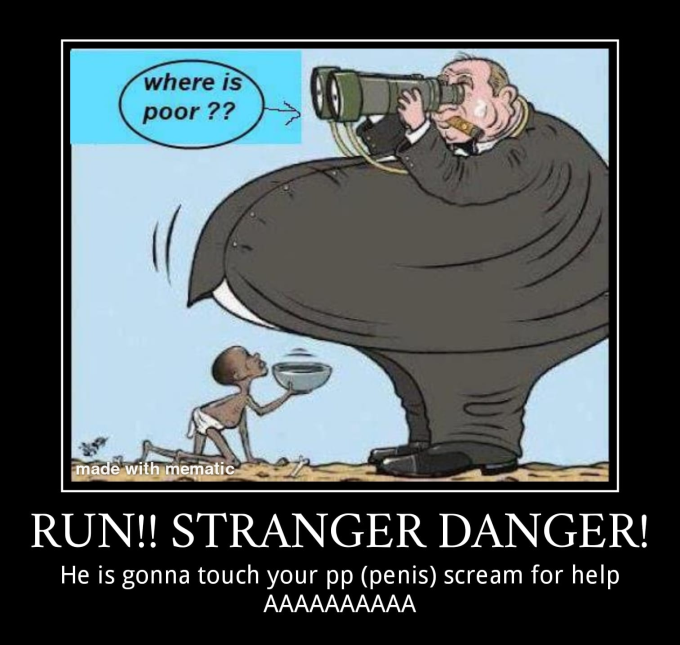 where is
poor ??
made with mematic
RUN!! STRANGER DANGER!
He is gonna touch your pp (penis) scream for help
AAAAAAAAAA